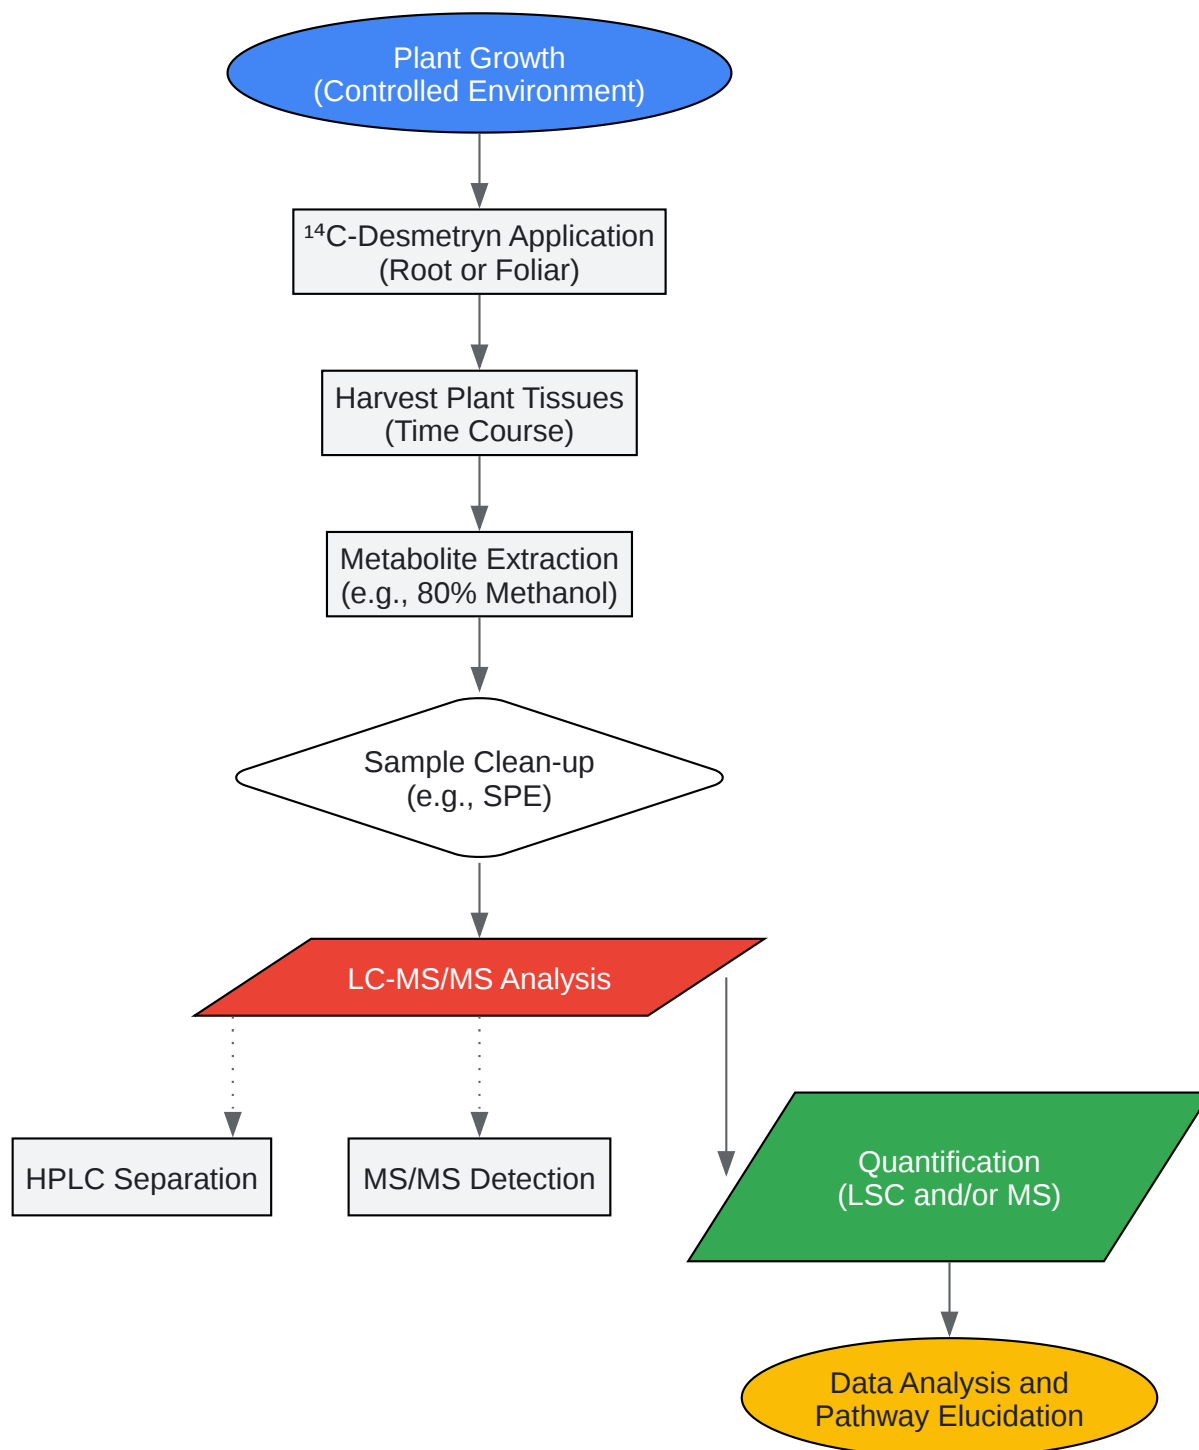 Plant Growth
(Controlled Environment)
¹⁴C-Desmetryn Application
(Root or Foliar)
Harvest Plant Tissues
(Time Course)
Metabolite Extraction
(e.g., 80% Methanol)
Sample Clean-up
(e.g., SPE)
LC-MS/MS Analysis
HPLC Separation
MS/MS Detection
Quantification
(LSC and/or MS)
Data Analysis and
Pathway Elucidation